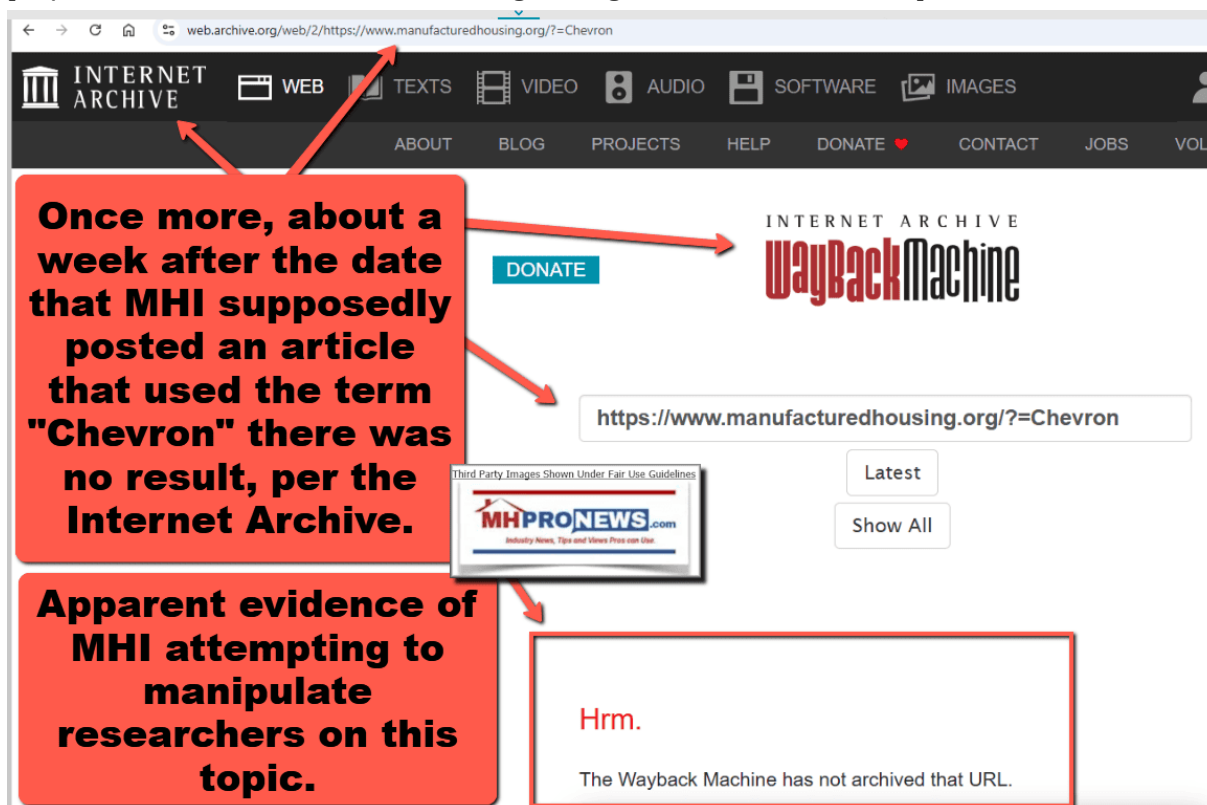 web.archive.org/web/2/https://www.manufacturedhousing.org/?=Chevron
INTERNET ARCHIVE
WEB TEXTS VIDEO AUDIO SOFTWARE IMAGES
ABOUT BLOG PROJECTS HELP DONATE CONTACT JOBS VOL
Once more, about a
week after the date
that MHI supposedly
posted an article
that used the term
"Chevron" there was
no result, per the
Internet Archive.
DONATE
INTERNET ARCHIVE
WayBackMachine
https://www.manufacturedhousing.org/?=Chevron
Latest
Show All
Third Party Images Shown Under Fair Use Guidelines
MHPRONEWS.com
Industry News, Tips and Views Pros can Use.
Apparent evidence of
MHI attempting to
manipulate
researchers on this
topic.
Hrm.
The Wayback Machine has not archived that URL.